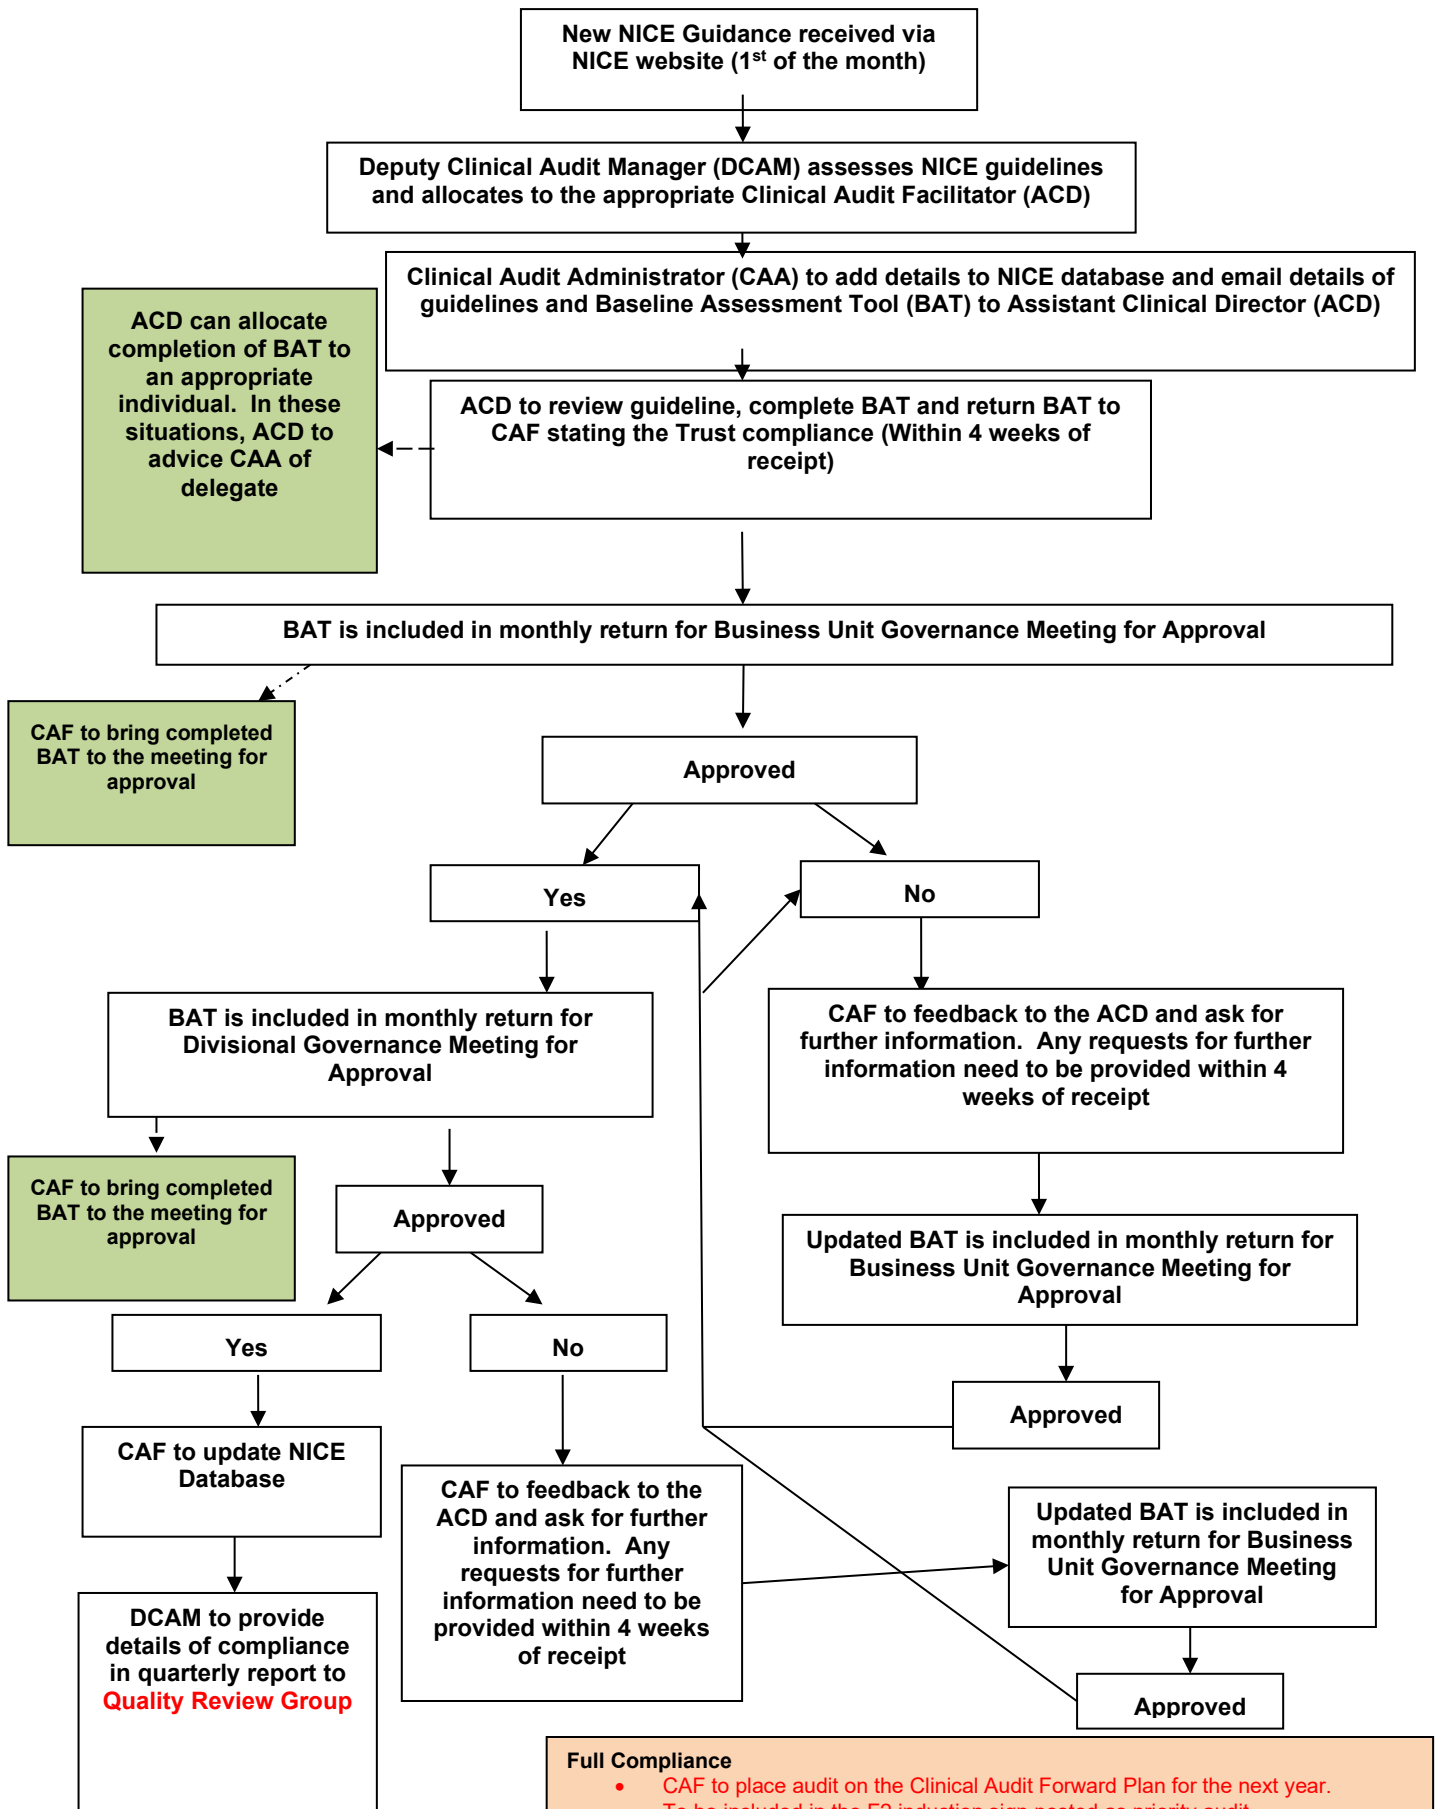 New NICE Guidance received via
NICE website (1st of the month)
Deputy Clinical Audit Manager (DCAM) assesses NICE guidelines
and allocates to the appropriate Clinical Audit Facilitator (ACD)
Clinical Audit Administrator (CAA) to add details to NICE database and email details of
guidelines and Baseline Assessment Tool (BAT) to Assistant Clinical Director (ACD)
ACD can allocate
completion of BAT to
an appropriate
individual. In these
situations, ACD to
advice CAA of
delegate
ACD to review guideline, complete BAT and return BAT to
CAF stating the Trust compliance (Within 4 weeks of
receipt)
BAT is included in monthly return for Business Unit Governance Meeting for Approval
CAF to bring completed
BAT to the meeting for
approval
Approved
Yes
No
BAT is included in monthly return for
Divisional Governance Meeting for
Approval
CAF to feedback to the ACD and ask for
further information. Any requests for further
information need to be provided within 4
weeks of receipt
CAF to bring completed
BAT to the meeting for
approval
Approved
Updated BAT is included in monthly return for
Business Unit Governance Meeting for
Approval
Yes
No
Approved
CAF to update NICE
Database
CAF to feedback to the
ACD and ask for further
information. Any
requests for further
information need to be
provided within 4 weeks
of receipt
Updated BAT is included in
monthly return for Business
Unit Governance Meeting
for Approval
DCAM to provide
details of compliance
in quarterly report to
Quality Review Group
Approved
Full Compliance
• CAF to place audit on the Clinical Audit Forward Plan for the next year.
To be included in the F2 induction sign posted as priority audit